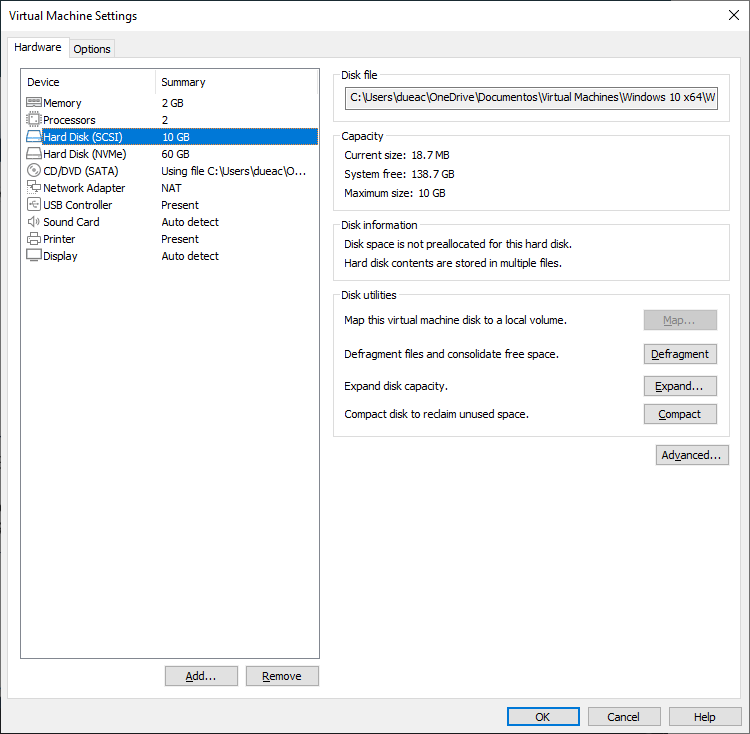 Virtual Machine Settings
Hardware Options
Device Summary
Memory 2 GB
Processors 2
Hard Disk (SCSI) 10 GB
Hard Disk (NVMe) 60 GB
CD/DVD (SATA) Using file C:\Users\dueac\O...
Network Adapter NAT
USB Controller Present
Sound Card Auto detect
Printer Present
Display Auto detect
Add... Remove
Disk file
C:\Users\dueac\OneDrive\Documentos\Virtual Machines\Windows 10 x64\W
Capacity
Current size: 18.7 MB
System free: 138.7 GB
Maximum size: 10 GB
Disk information
Disk space is not preallocated for this hard disk.
Hard disk contents are stored in multiple files.
Disk utilities
Map this virtual machine disk to a local volume. Map...
Defragment files and consolidate free space. Defragment
Expand disk capacity. Expand...
Compact disk to reclaim unused space. Compact
Advanced...
OK Cancel Help